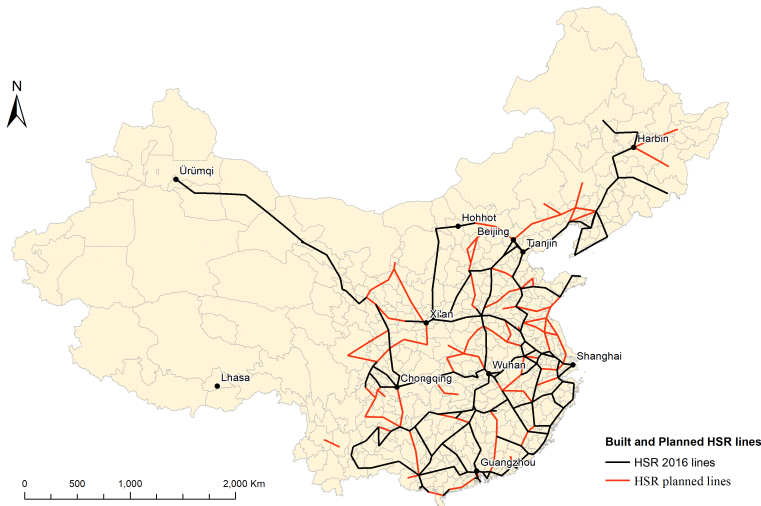 N
Harbin
Ürümqi
Hohhot
Beijing
Tianjin
Xi'an
Shanghai
Wuhan
Lhasa
Chongqing
Guangzhou
Built and Planned HSR lines
HSR 2016 lines
HSR planned lines
0 500 1,000 2,000 Km